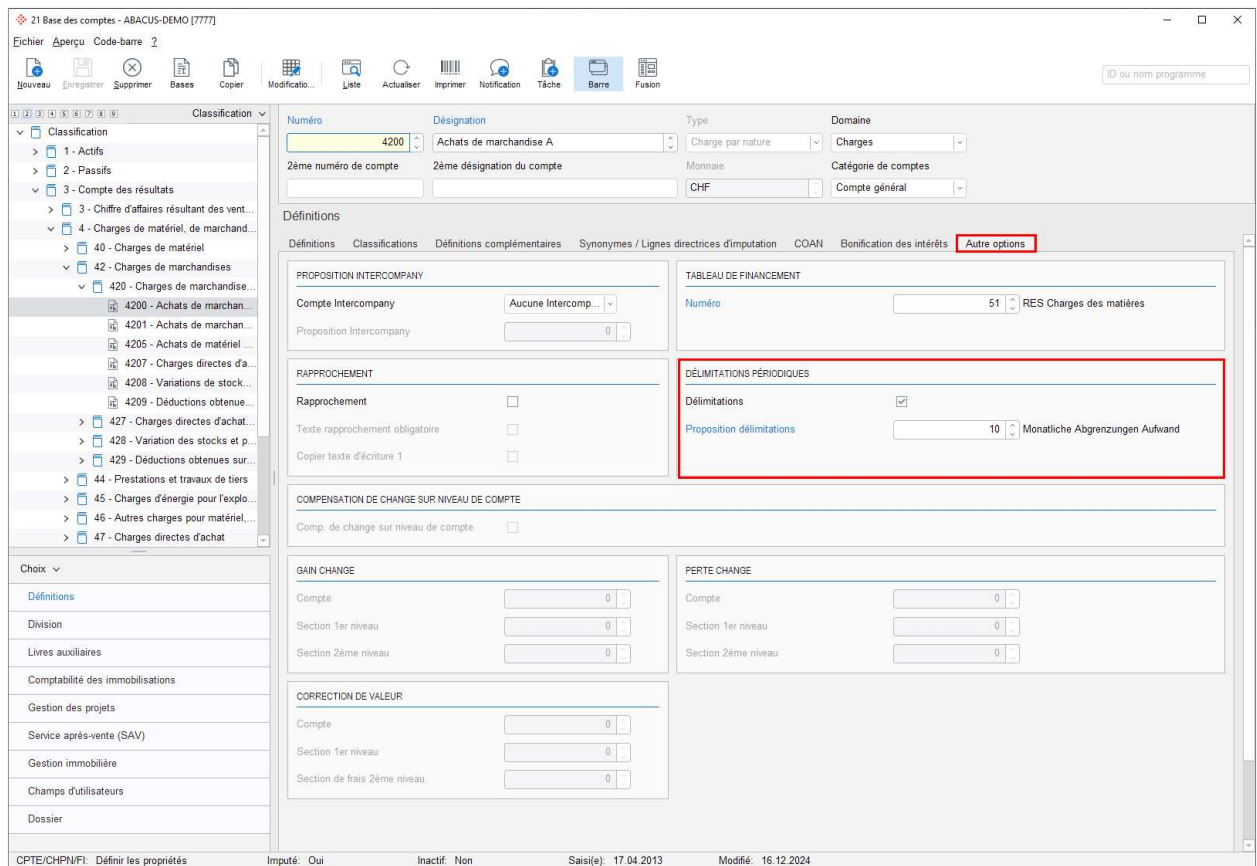 21 Base des comptes - ABACUS-DEMO [7777]
Fichier Aperçu Code-barre ?
Nouveau Enregistrer Supprimer Bases Copier Modificatio... Liste Actualiser Imprimer Notification Tâche Barre Fusion
ID ou nom programme
1 2 3 4 5 6 7 8 9 Classification
Classification
1 - Actifs
2 - Passifs
3 - Compte des résultats
3 - Chiffre d'affaires résultant des vent...
4 - Charges de matériel, de marchand...
40 - Charges de matériel
42 - Charges de marchandises
420 - Charges de marchandise...
4200 - Achats de marchan...
4201 - Achats de marchan...
4205 - Achats de matériel ...
4207 - Charges directes d'a...
4208 - Variations de stock...
4209 - Déductions obtenue...
427 - Charges directes d'achat...
428 - Variation des stocks et p...
429 - Déductions obtenues sur...
44 - Prestations et travaux de tiers
45 - Charges d'énergie pour l'explo...
46 - Autres charges pour matériel,...
47 - Charges directes d'achat
Choix
Définitions
Division
Livres auxiliaires
Comptabilité des immobilisations
Gestion des projets
Service après-vente (SAV)
Gestion immobilière
Champs d'utilisateurs
Dossier
Numéro Désignation Type Domaine
4200 Achats de marchandise A Charge par nature Charges
2ème numéro de compte 2ème désignation du compte Monnaie Catégorie de comptes
CHF Compte général
Définitions
Définitions Classifications Définitions complémentaires Synonymes / Lignes directrices d'imputation COAN Bonification des intérêts Autre options
PROPOSITION INTERCOMPANY
Compte Intercompany Aucune Intercomp...
Proposition Intercompany 0
TABLEAU DE FINANCEMENT
Numéro 51 RES Charges des matières
RAPPROCHEMENT
Rapprochement
Texte rapprochement obligatoire
Copier texte d'écriture 1
DÉLIMITATIONS PÉRIODIQUES
Délimitations
Proposition délimitations 10 Monatliche Abgrenzungen Aufwand
COMPENSATION DE CHANGE SUR NIVEAU DE COMPTE
Comp. de change sur niveau de compte
GAIN CHANGE
Compte 0
Section 1er niveau 0
Section 2ème niveau 0
PERTE CHANGE
Compte 0
Section 1er niveau 0
Section 2ème niveau 0
CORRECTION DE VALEUR
Compte 0
Section 1er niveau 0
Section de frais 2ème niveau. 0
CPTE/CHPN/FI: Définir les propriétés Imputé: Oui Inactif: Non Saisi(e): 17.04.2013 Modifié: 16.12.2024